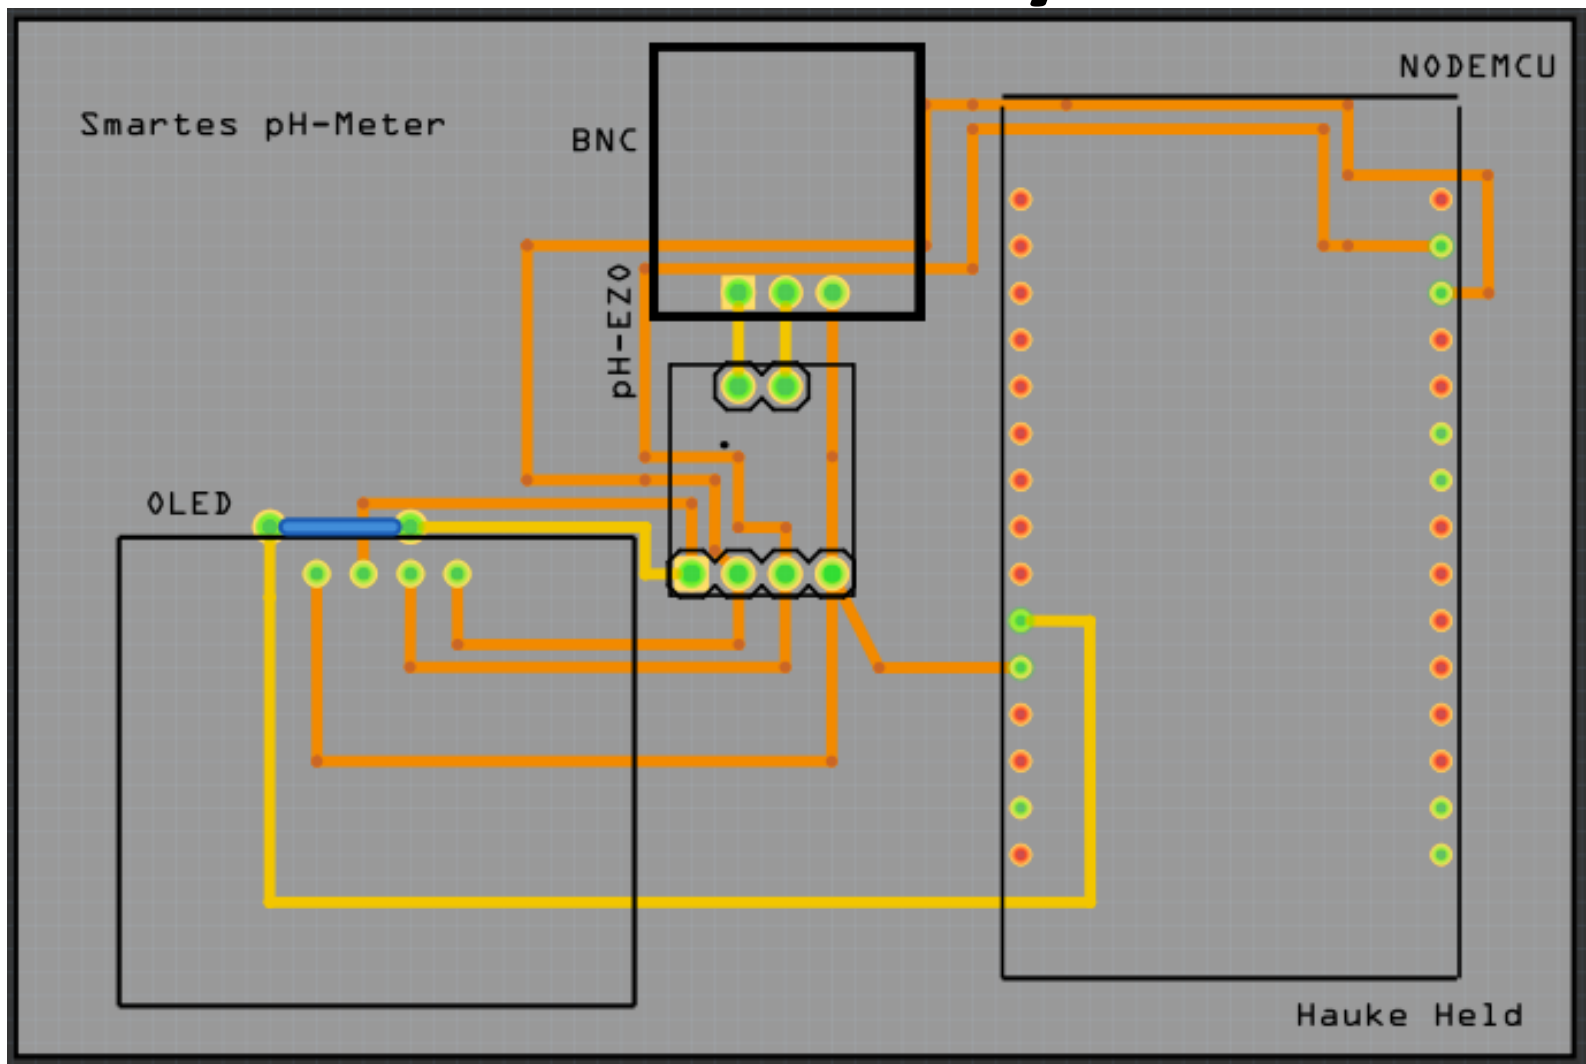 NODEMCU
Smartes pH-Meter
BNC
pH-EZO
OLED
Hauke Held